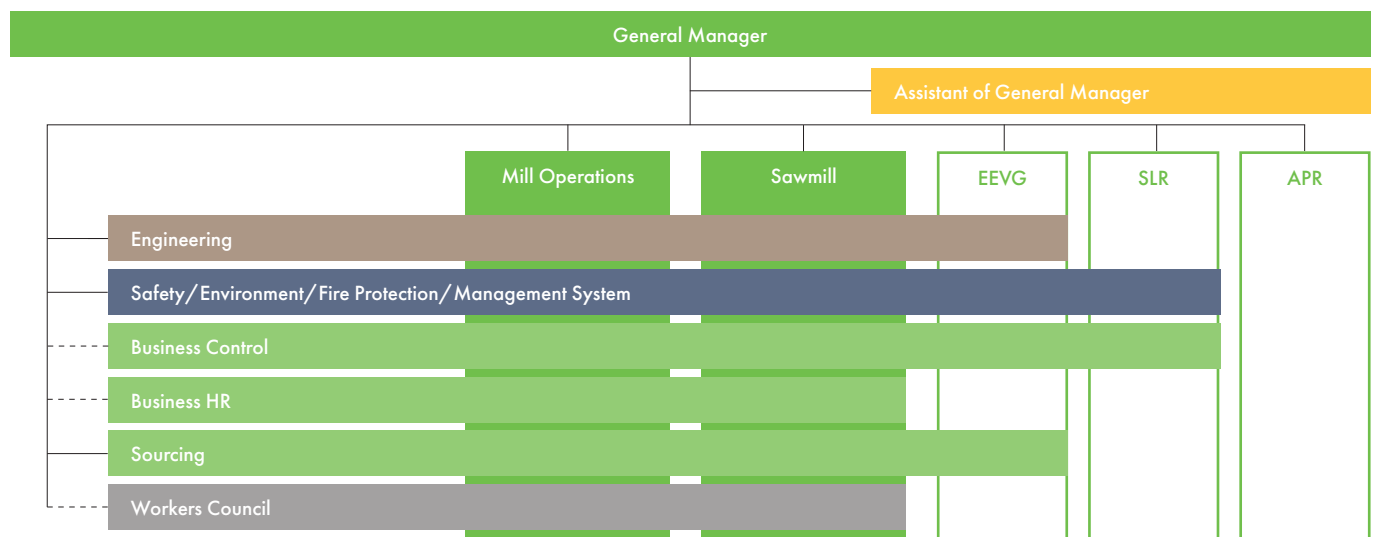 General Manager
Assistant of General Manager
Mill Operations
Sawmill
EEVG
SLR
APR
Engineering
Safety/Environment/Fire Protection/Management System
Business Control
Business HR
Sourcing
Workers Council